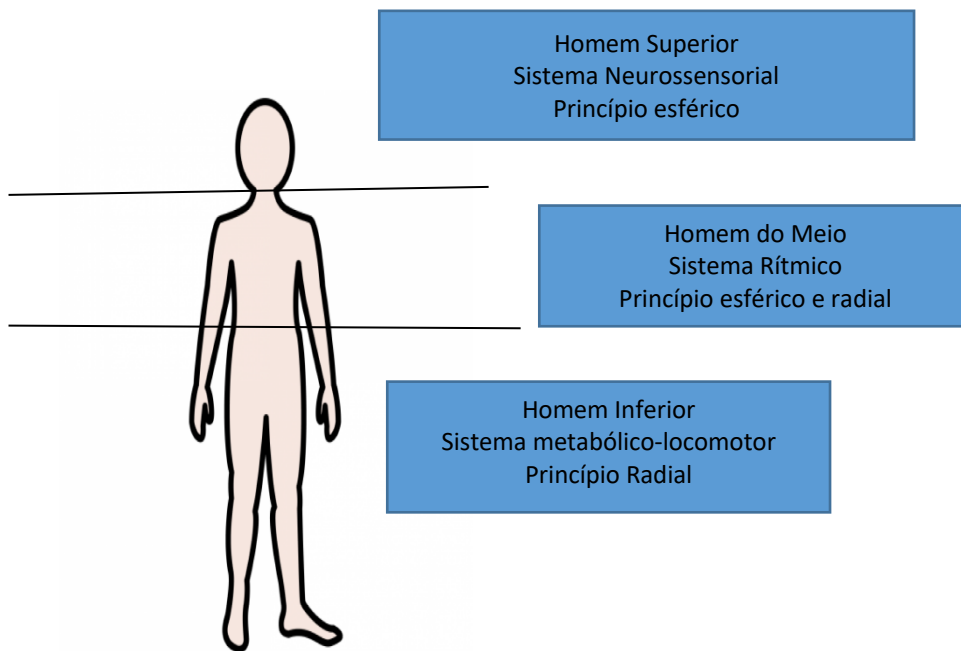 Homem Superior
Sistema Neurossensorial
Princípio esférico
Homem do Meio
Sistema Rítmico
Princípio esférico e radial
Homem Inferior
Sistema metabólico-locomotor
Princípio Radial